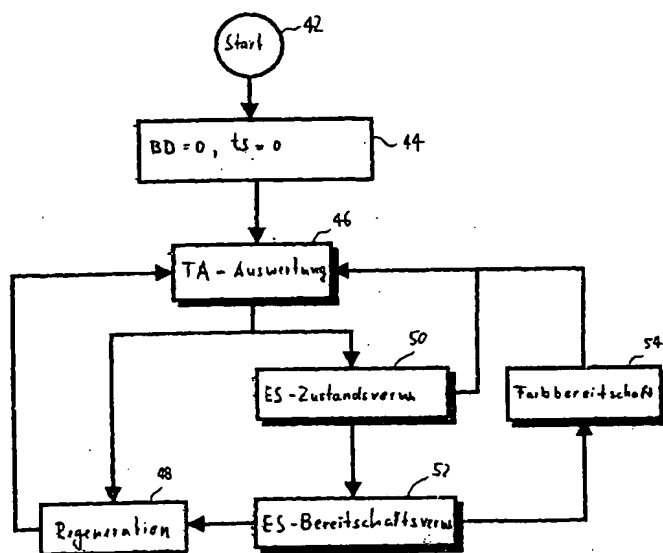 42
Start
BD = 0, ts = 0
44
46
TA-Auswertung
50
54
ES-Zustandsverw
Farbbereitschaft
48
52
Regeneration
ES-Bereitschaftsverw